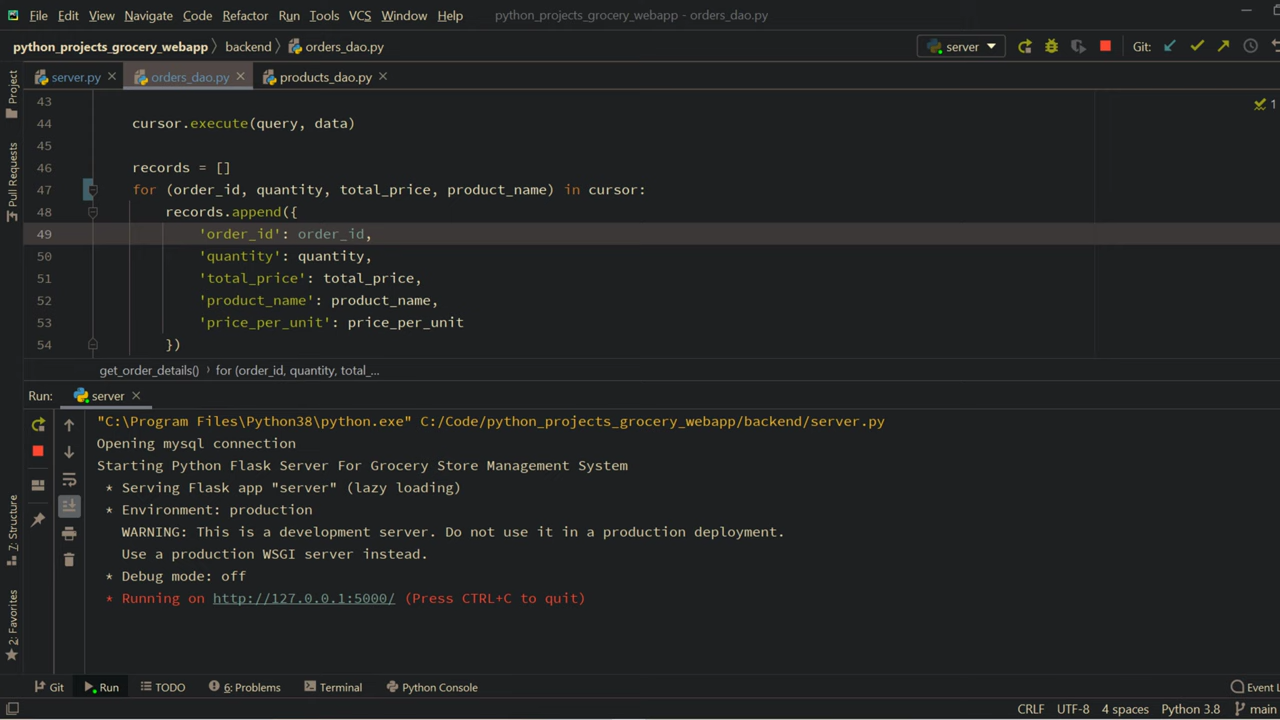 File Edit View Navigate Code Refactor Run Tools VCS Window Help python_projects_grocery_webapp - orders_dao.py
python_projects_grocery_webapp backend orders_dao.py server Git:
server.py orders_dao.py products_dao.py
Project
Pull Requests
7: Structure
2: Favorites
43
1
44 cursor.execute(query, data)
45
46 records = []
47 for (order_id, quantity, total_price, product_name) in cursor:
48 records.append({
49 'order_id': order_id,
50 'quantity': quantity,
51 'total_price': total_price,
52 'product_name': product_name,
53 'price_per_unit': price_per_unit
54 })
get_order_details() for (order_id, quantity, total_...
Run: server
"C:\Program Files\Python38\python.exe" C:/Code/python_projects_grocery_webapp/backend/server.py
Opening mysql connection
Starting Python Flask Server For Grocery Store Management System
* Serving Flask app "server" (lazy loading)
* Environment: production
WARNING: This is a development server. Do not use it in a production deployment.
Use a production WSGI server instead.
* Debug mode: off
* Running on http://127.0.0.1:5000/ (Press CTRL+C to quit)
Git Run TODO 6: Problems Terminal Python Console Event L
CRLF UTF-8 4 spaces Python 3.8 main